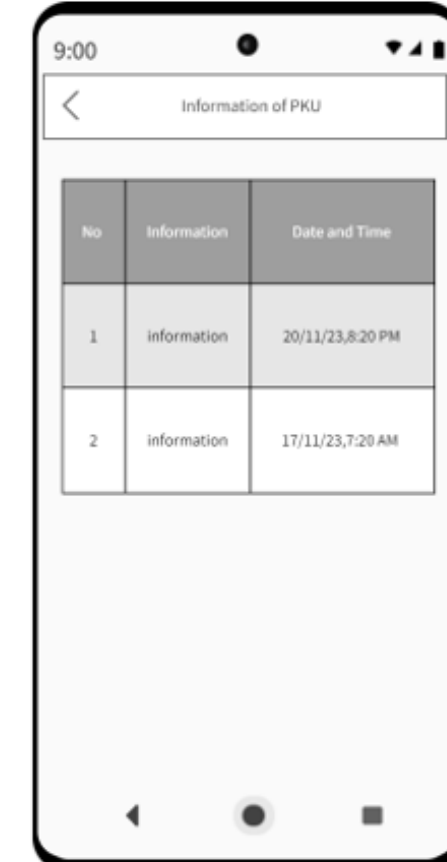 9:00
Information of PKU
No Information Date and Time
1 information 20/11/23,8:20 PM
2 information 17/11/23,7:20 AM